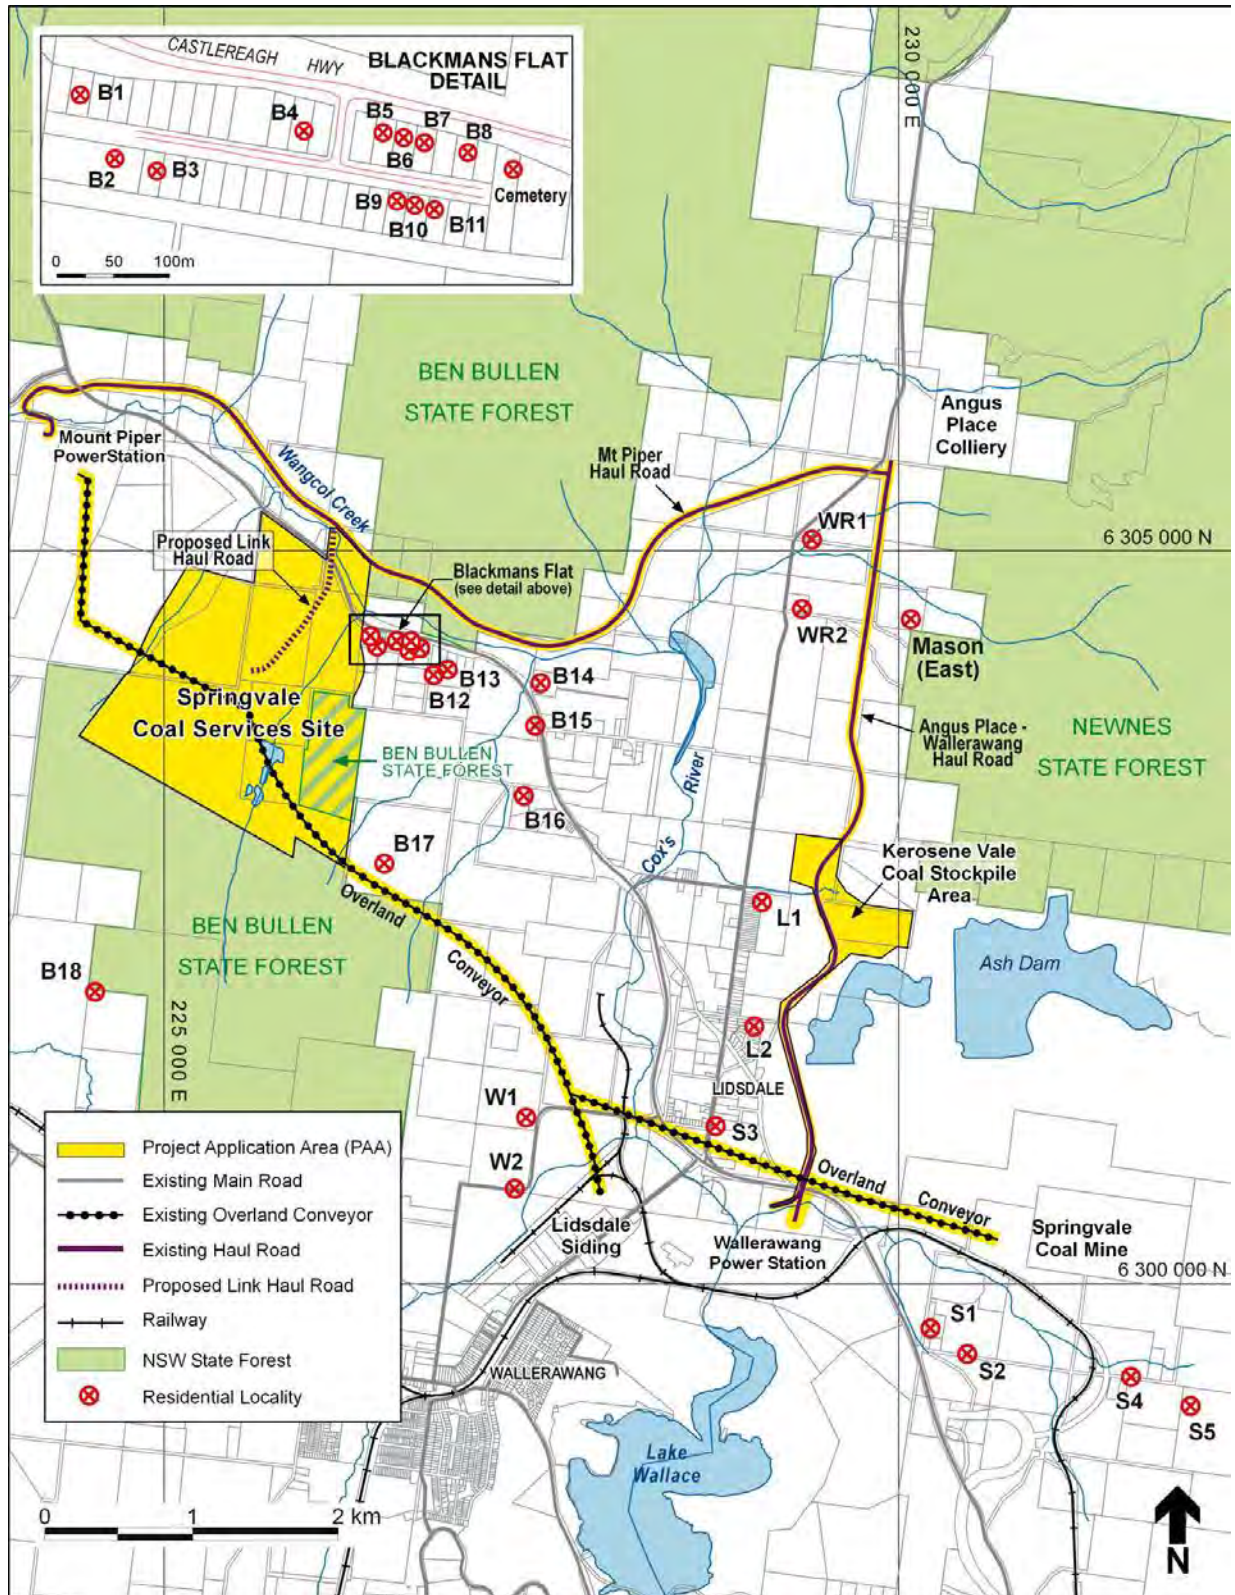 CASTLEREAGH HWY
BLACKMANS FLAT
DETAIL
B1
B4
B5
B7
B6
B8
B2
B3
Cemetery
B9
B10
B11
0 50 100m
230 000 E
BEN BULLEN
STATE FOREST
Angus
Place
Colliery
Mount Piper
PowerStation
Wangcol Creek
Mt Piper
Haul Road
WR1
6 305 000 N
Proposed Link
Haul Road
Blackmans Flat
(see detail above)
WR2
Mason
(East)
B13
B12
B14
B15
Springvale
Coal Services Site
BEN BULLEN
STATE FOREST
Angus Place -
Wallerawang
Haul Road
NEWNES
STATE FOREST
River
B16
Cox's
B17
Kerosene Vale
Coal Stockpile
Area
Overland
L1
BEN BULLEN
STATE FOREST
Conveyor
B18
Ash Dam
225 000 E
L2
LIDSDALE
W1
S3
W2
Overland
Conveyor
Lidsdale
Siding
Wallerawang
Power Station
Springvale
Coal Mine
6 300 000 N
S1
S2
S4
S5
WALLERAWANG
Lake
Wallace
Project Application Area (PAA)
Existing Main Road
Existing Overland Conveyor
Existing Haul Road
Proposed Link Haul Road
Railway
NSW State Forest
Residential Locality
0 1 2 km
N